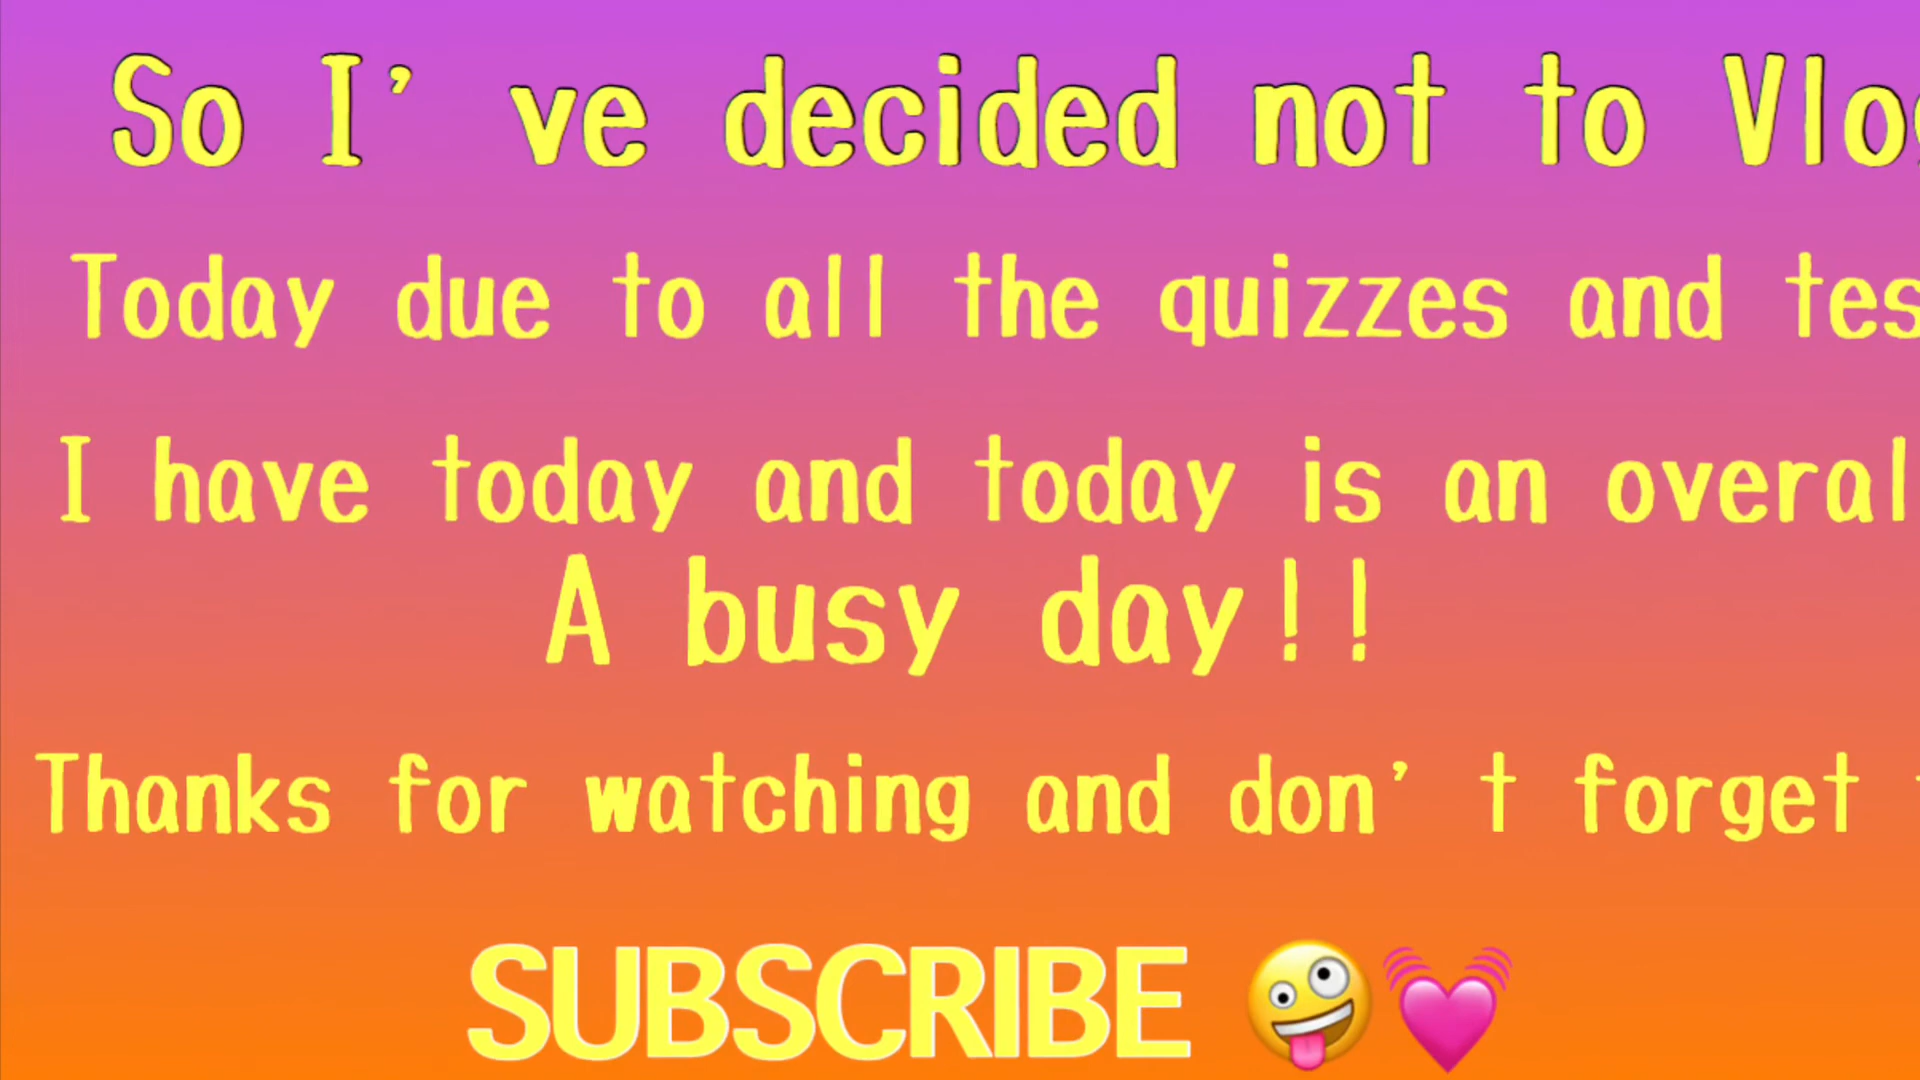 So I've decided not to Vlo
Today due to all the quizzes and tes
I have today and today is an overal
A busy day!!
Thanks for watching and don't forget
SUBSCRIBE 🤪💓